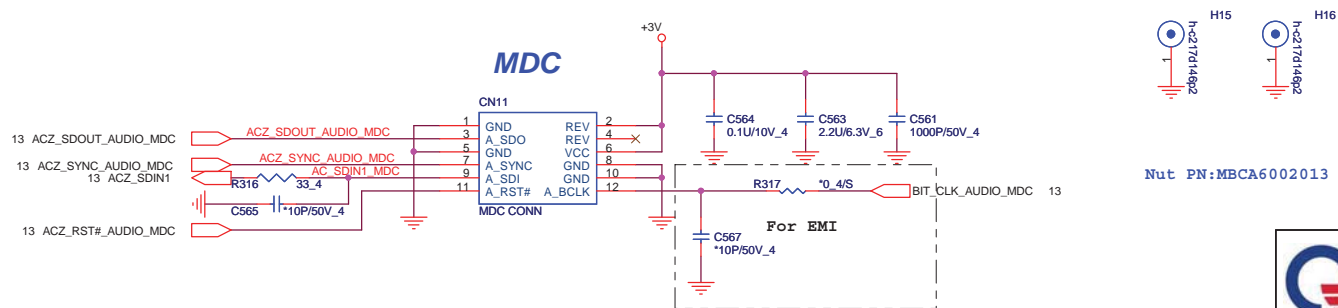 MDC
+3V
H15
H16
h-c217d146p2
h-c217d146p2
1
1
CN11
C564
0.1U/10V_4
C563
2.2U/6.3V_6
C561
1000P/50V_4
13 ACZ_SDOUT_AUDIO_MDC
ACZ_SDOUT_AUDIO_MDC
13 ACZ_SYNC_AUDIO_MDC
ACZ_SYNC_AUDIO_MDC
13 ACZ_SDIN1
AC_SDIN1_MDC
R316
33_4
C565
*10P/50V_4
13 ACZ_RST#_AUDIO_MDC
1 GND REV 2
3 A_SDO REV 4
5 GND VCC 6
7 A_SYNC GND 8
9 A_SDI GND 10
11 A_RST# A_BCLK 12
MDC CONN
R317
*0_4/S
BIT_CLK_AUDIO_MDC 13
For EMI
C567
*10P/50V_4
Nut PN:MBCA6002013